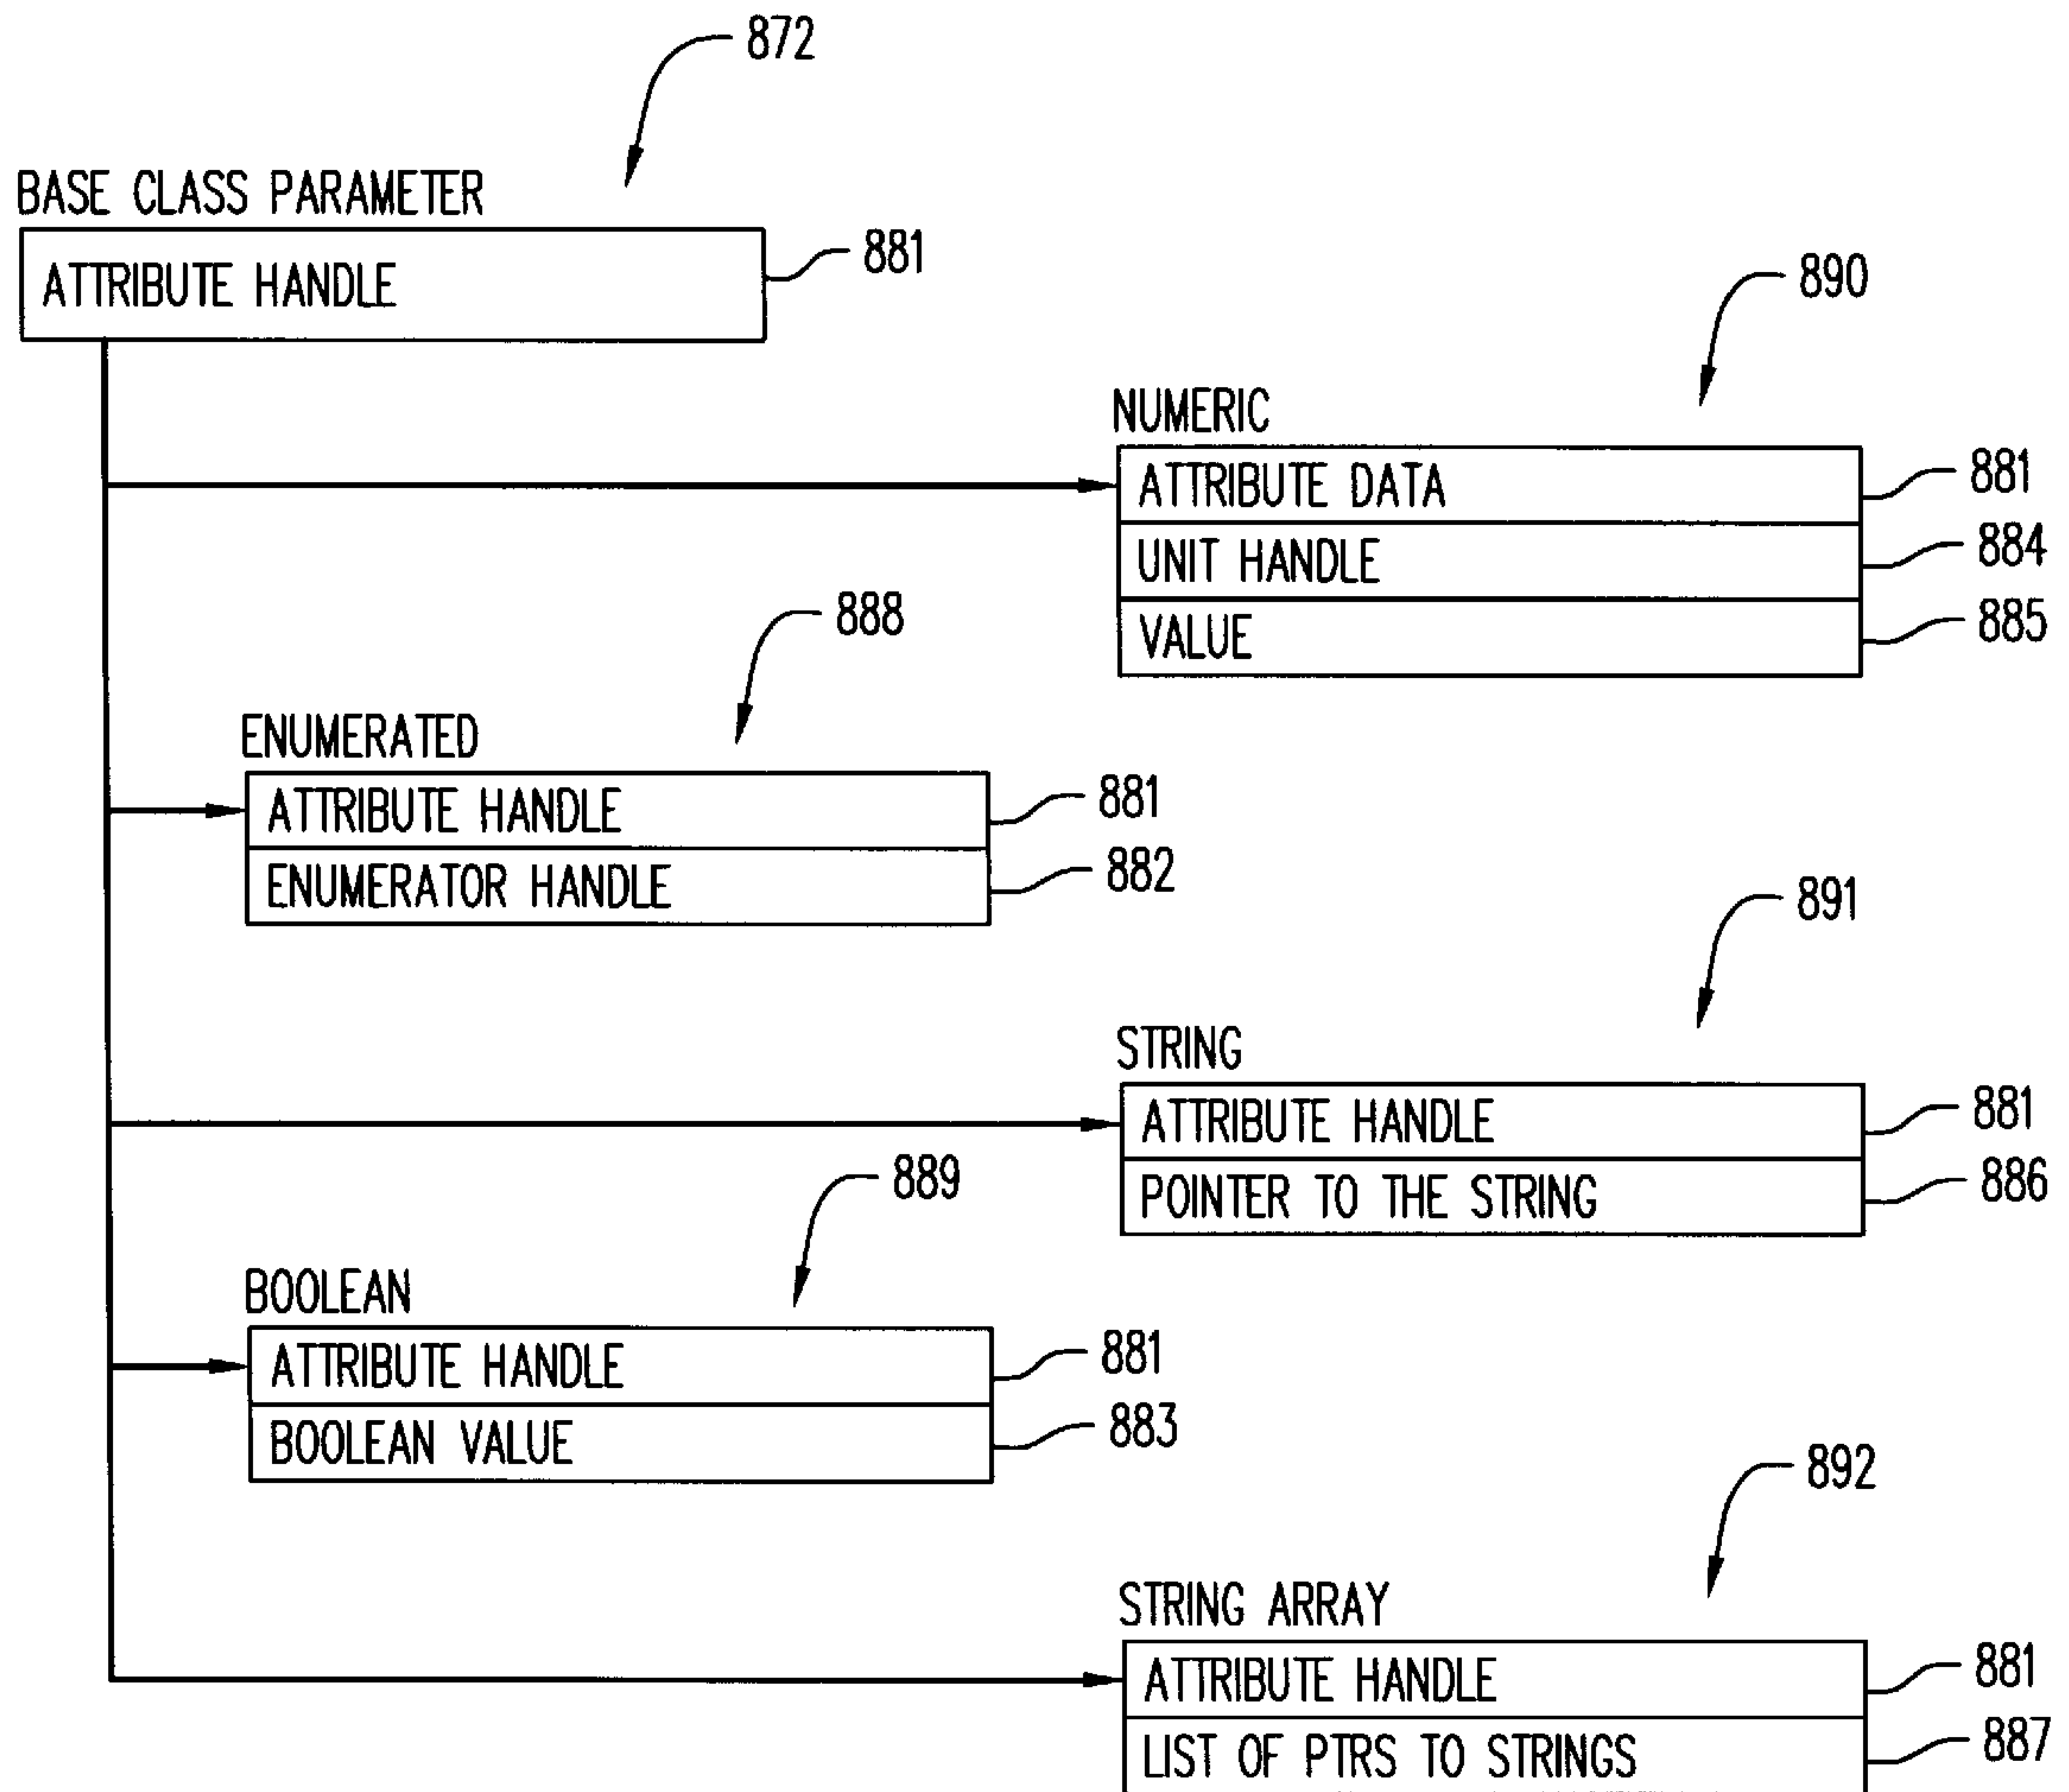 872
BASE CLASS PARAMETER
ATTRIBUTE HANDLE
881
890
NUMERIC
ATTRIBUTE DATA
881
UNIT HANDLE
884
VALUE
885
888
ENUMERATED
ATTRIBUTE HANDLE
881
ENUMERATOR HANDLE
882
891
STRING
ATTRIBUTE HANDLE
881
POINTER TO THE STRING
886
889
BOOLEAN
ATTRIBUTE HANDLE
881
BOOLEAN VALUE
883
892
STRING ARRAY
ATTRIBUTE HANDLE
881
LIST OF PTRS TO STRINGS
887